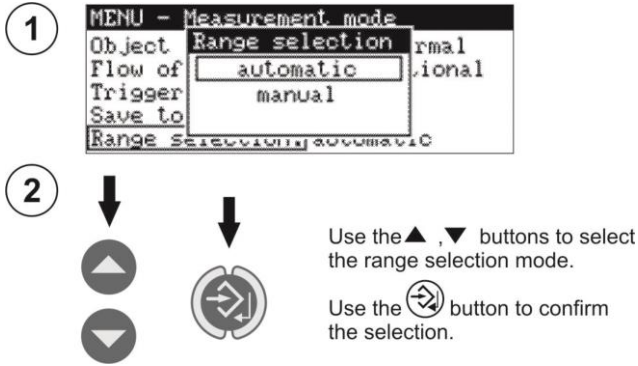 1
MENU - Measurement mode
Object Range selection rmal
Flow of automatic ional
Trigger manual
Save to
Range selection: automatic
2
Use the ▲ ,▼ buttons to select
the range selection mode.
Use the button to confirm
the selection.